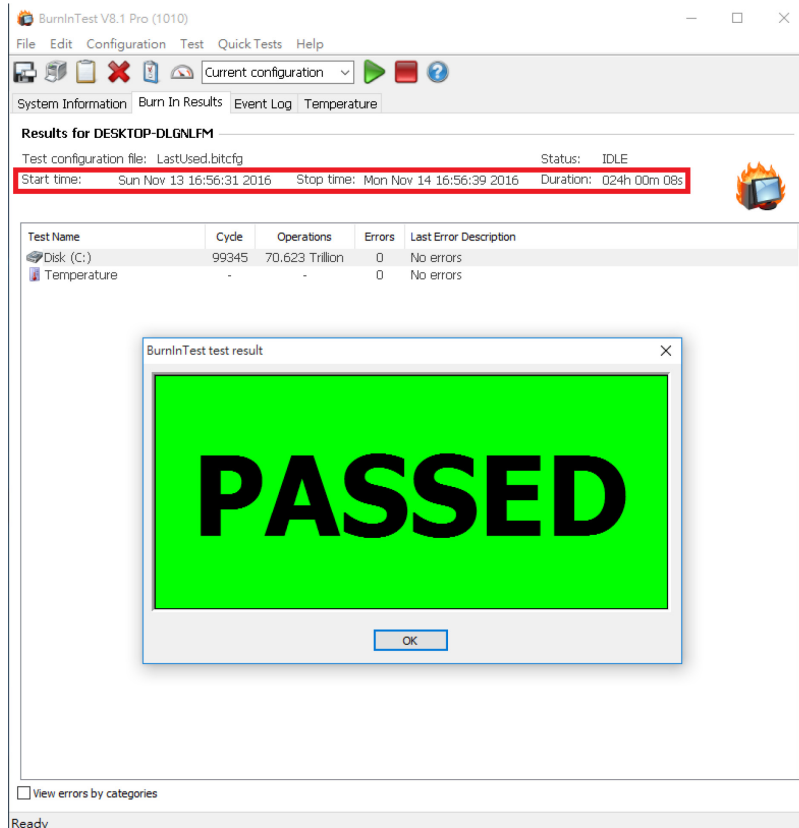 BurnInTest V8.1 Pro (1010)
File Edit Configuration Test Quick Tests Help
Current configuration
System Information Burn In Results Event Log Temperature
Results for DESKTOP-DLGNLFM
Test configuration file: LastUsed.bitcfg Status: IDLE
Start time: Sun Nov 13 16:56:31 2016 Stop time: Mon Nov 14 16:56:39 2016 Duration: 024h 00m 08s
Test Name Cycle Operations Errors Last Error Description
Disk (C:) 99345 70.623 Trillion 0 No errors
Temperature - - 0 No errors
BurnInTest test result
PASSED
OK
View errors by categories
Ready